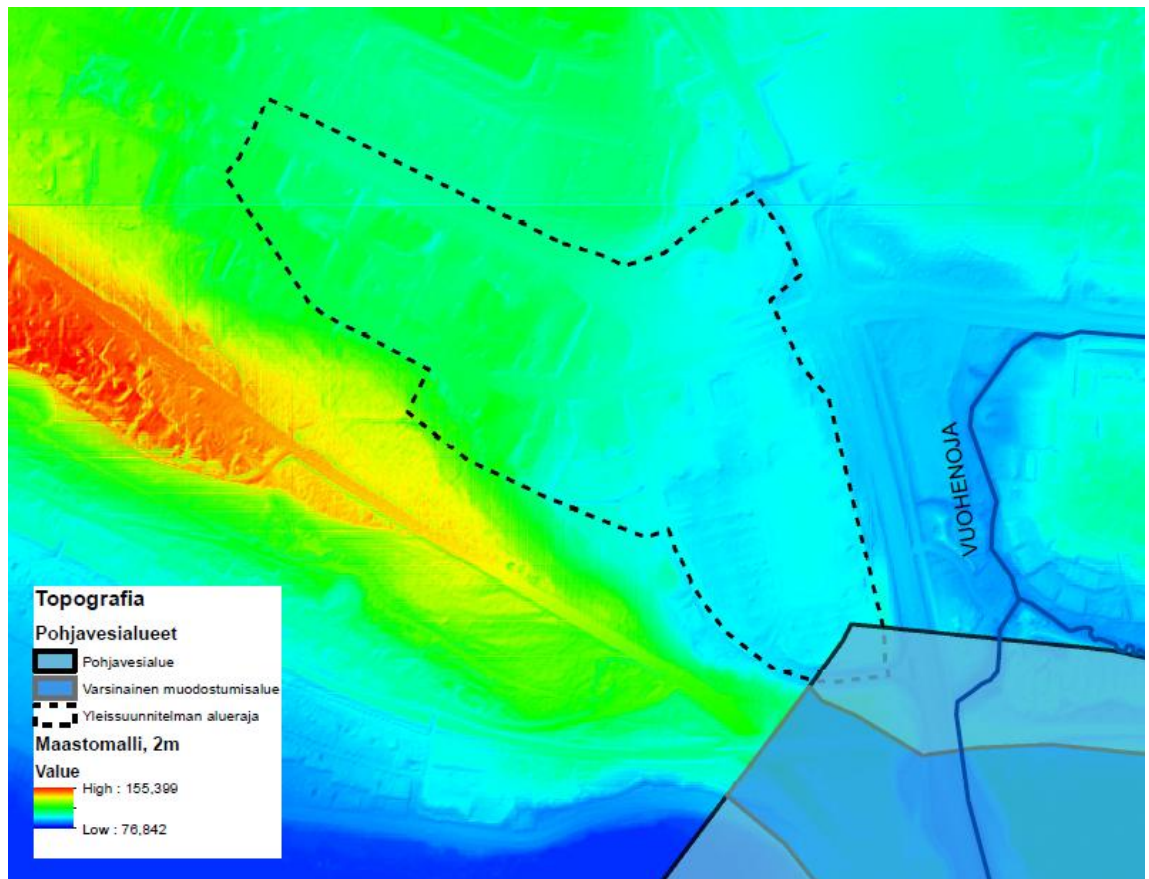 VUOHENOJA
Topografia
Pohjavesialueet
Pohjavesialue
Varsinainen muodostumisalue
Yleissuunnitelman alueraja
Maastomalli, 2m
Value
High : 155,399
Low : 76,842